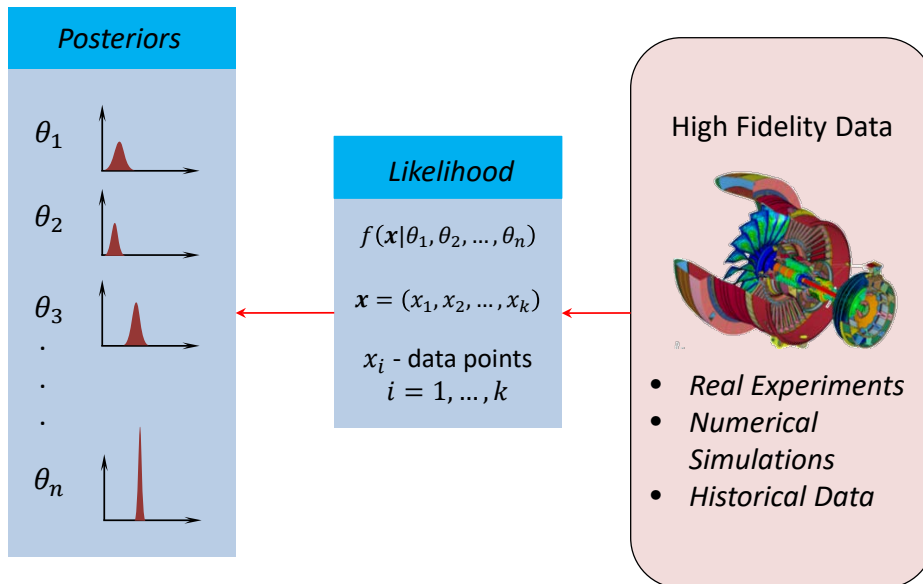 Posteriors
θ₁
θ₂
θ₃
.
.
.
θₙ
Likelihood
f(x|θ₁, θ₂, …, θₙ)
x = (x₁, x₂, …, xₖ)
xᵢ - data points
i = 1, …, k
High Fidelity Data
• Real Experiments
• Numerical
Simulations
• Historical Data